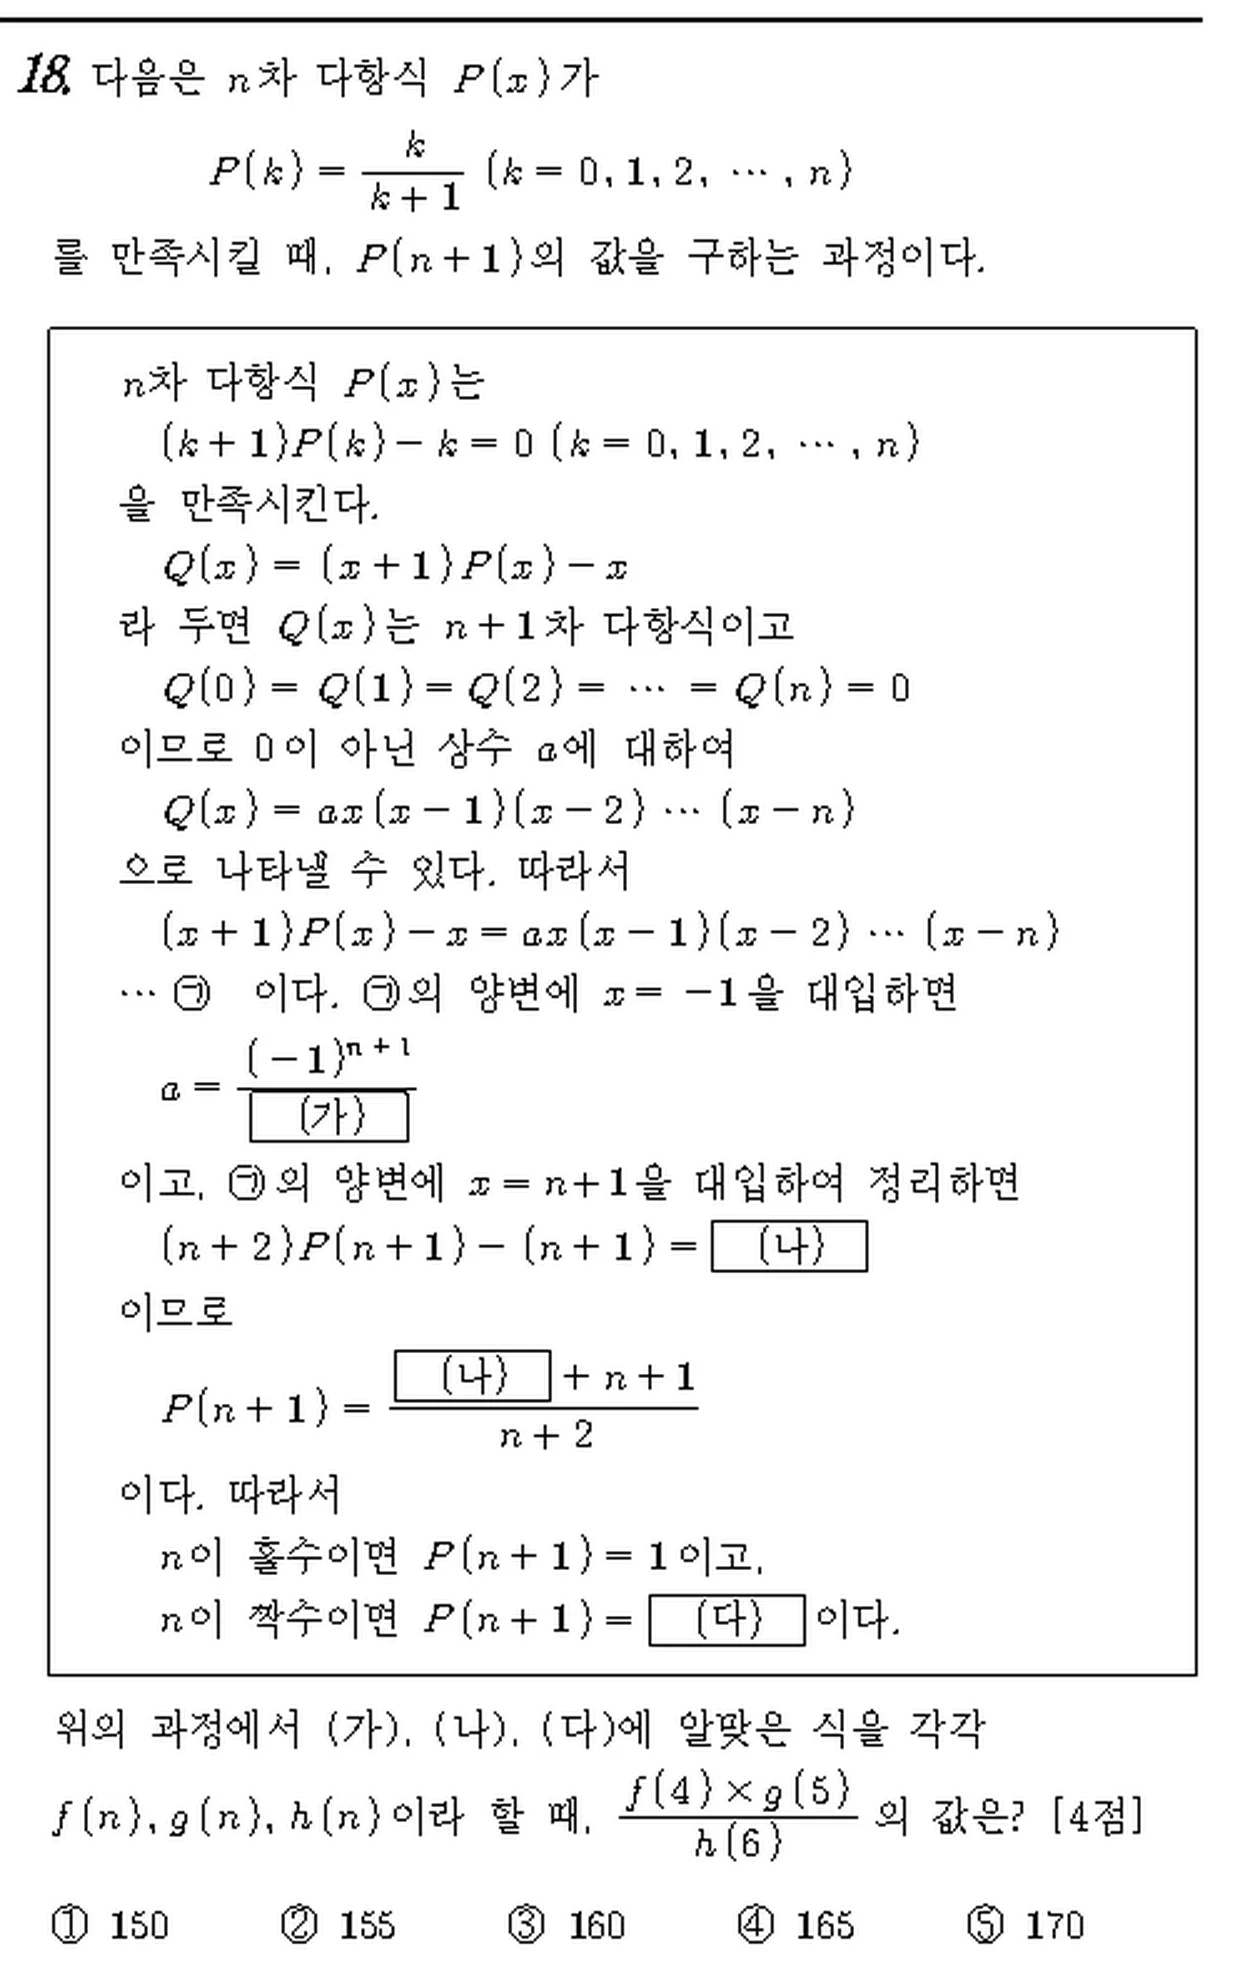 18. 다음은 n차 다항식 P(x)가
P(k) = k/(k+1) (k = 0, 1, 2, ⋯, n)
를 만족시킬 때, P(n+1)의 값을 구하는 과정이다.
n차 다항식 P(x)는
(k+1)P(k) − k = 0 (k = 0, 1, 2, ⋯, n)
을 만족시킨다.
Q(x) = (x+1)P(x) − x
라 두면 Q(x)는 n+1차 다항식이고
Q(0) = Q(1) = Q(2) = ⋯ = Q(n) = 0
이므로 0이 아닌 상수 a에 대하여
Q(x) = ax(x−1)(x−2) ⋯ (x−n)
으로 나타낼 수 있다. 따라서
(x+1)P(x) − x = ax(x−1)(x−2) ⋯ (x−n)
⋯ ㉠ 이다. ㉠의 양변에 x = −1을 대입하면
a = (−1)^(n+1) / (가)
이고, ㉠의 양변에 x = n+1을 대입하여 정리하면
(n+2)P(n+1) − (n+1) = (나)
이므로
P(n+1) = ((나) + n + 1)/(n+2)
이다. 따라서
n이 홀수이면 P(n+1) = 1이고,
n이 짝수이면 P(n+1) = (다) 이다.
위의 과정에서 (가), (나), (다)에 알맞은 식을 각각
f(n), g(n), h(n)이라 할 때, (f(4)×g(5))/h(6) 의 값은? [4점]
① 150 ② 155 ③ 160 ④ 165 ⑤ 170